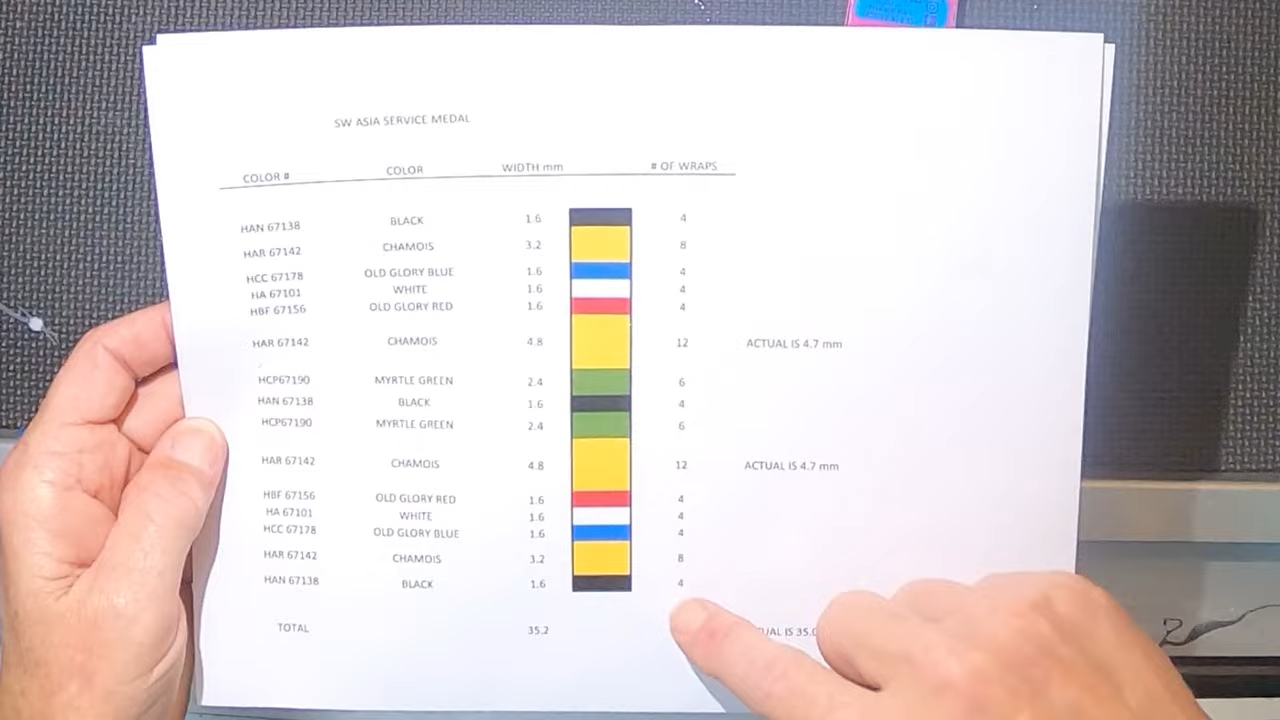 SW ASIA SERVICE MEDAL
COLOR # COLOR WIDTH mm # OF WRAPS
HAN 67138 BLACK 1.6 4
HAR 67142 CHAMOIS 3.2 8
HCC 67178 OLD GLORY BLUE 1.6 4
HA 67101 WHITE 1.6 4
HBF 67156 OLD GLORY RED 1.6 4
HAR 67142 CHAMOIS 4.8 12 ACTUAL IS 4.7 mm
HCP67190 MYRTLE GREEN 2.4 6
HAN 67138 BLACK 1.6 4
HCP67190 MYRTLE GREEN 2.4 6
HAR 67142 CHAMOIS 4.8 12 ACTUAL IS 4.7 mm
HBF 67156 OLD GLORY RED 1.6 4
HA 67101 WHITE 1.6 4
HCC 67178 OLD GLORY BLUE 1.6 4
HAR 67142 CHAMOIS 3.2 8
HAN 67138 BLACK 1.6 4
TOTAL 35.2 IS